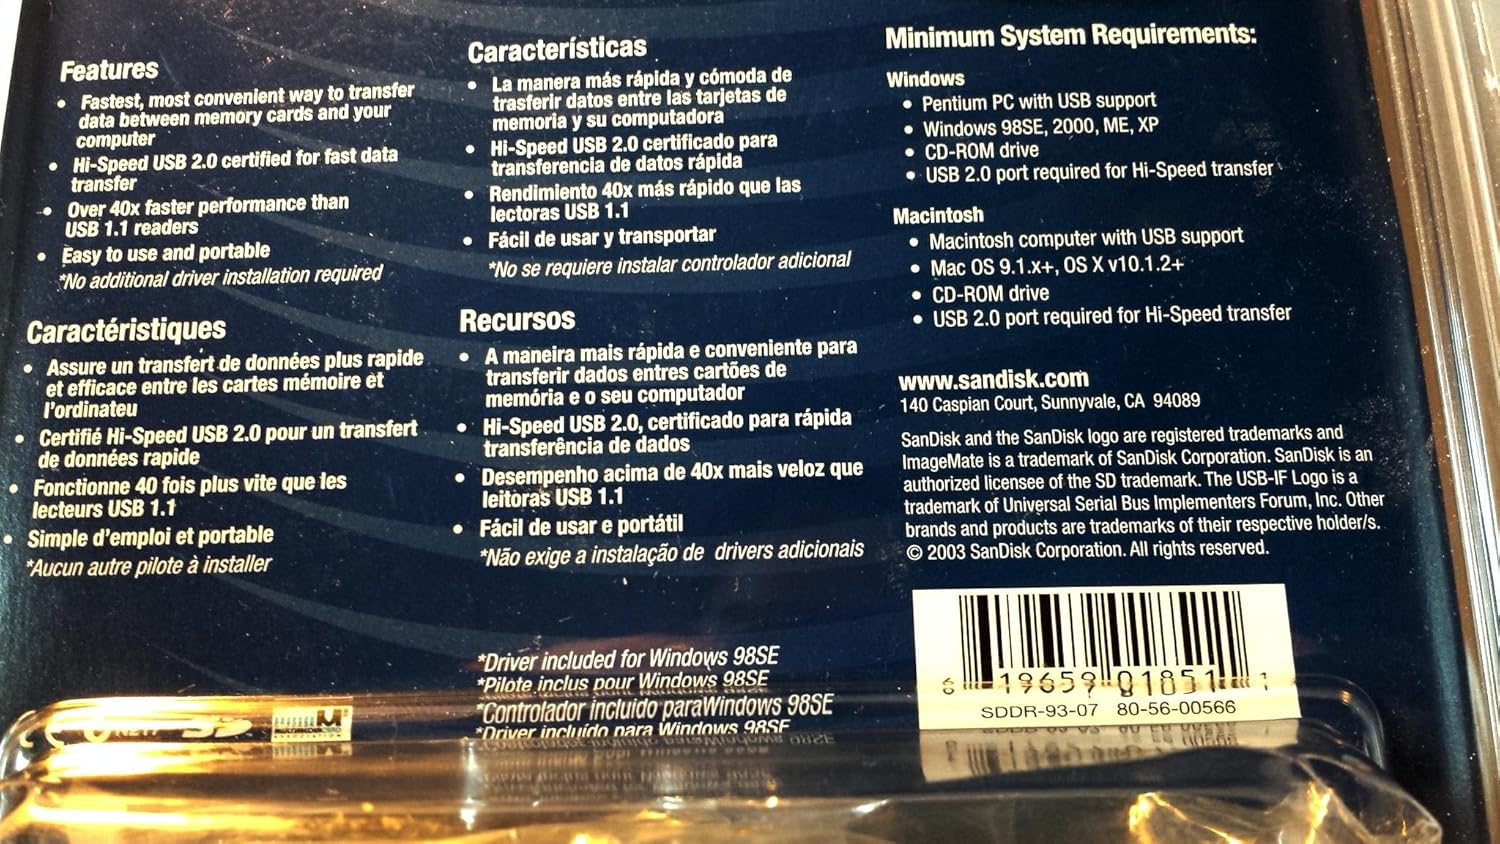 Features
• Fastest, most convenient way to transfer
data between memory cards and your
computer
• Hi-Speed USB 2.0 certified for fast data
transfer
• Over 40x faster performance than
USB 1.1 readers
• Easy to use and portable
*No additional driver installation required
Caractéristiques
• Assure un transfert de données plus rapide
et efficace entre les cartes mémoire et
l'ordinateu
• Certifié Hi-Speed USB 2.0 pour un transfert
de données rapide
• Fonctionne 40 fois plus vite que les
lecteurs USB 1.1
• Simple d'emploi et portable
*Aucun autre pilote à installer
Características
• La manera más rápida y cómoda de
trasferir datos entre las tarjetas de
memoria y su computadora
• Hi-Speed USB 2.0 certificado para
transferencia de datos rápida
• Rendimiento 40x más rápido que las
lectoras USB 1.1
• Fácil de usar y transportar
*No se requiere instalar controlador adicional
Recursos
• A maneira mais rápida e conveniente para
transferir dados entres cartões de
memória e o seu computador
• Hi-Speed USB 2.0, certificado para rápida
transferência de dados
• Desempenho acima de 40x mais veloz que
leitoras USB 1.1
• Fácil de usar e portátil
*Não exige a instalação de drivers adicionais
*Driver included for Windows 98SE
*Pilote inclus pour Windows 98SE
*Controlador incluido paraWindows 98SE
*Driver incluído para Windows 98SE
Minimum System Requirements:
Windows
• Pentium PC with USB support
• Windows 98SE, 2000, ME, XP
• CD-ROM drive
• USB 2.0 port required for Hi-Speed transfer
Macintosh
• Macintosh computer with USB support
• Mac OS 9.1.x+, OS X v10.1.2+
• CD-ROM drive
• USB 2.0 port required for Hi-Speed transfer
www.sandisk.com
140 Caspian Court, Sunnyvale, CA 94089
SanDisk and the SanDisk logo are registered trademarks and
ImageMate is a trademark of SanDisk Corporation. SanDisk is an
authorized licensee of the SD trademark. The USB-IF Logo is a
trademark of Universal Serial Bus Implementers Forum, Inc. Other
brands and products are trademarks of their respective holder/s.
© 2003 SanDisk Corporation. All rights reserved.
6 19659 01851 1
SDDR-93-07 80-56-00566
N217